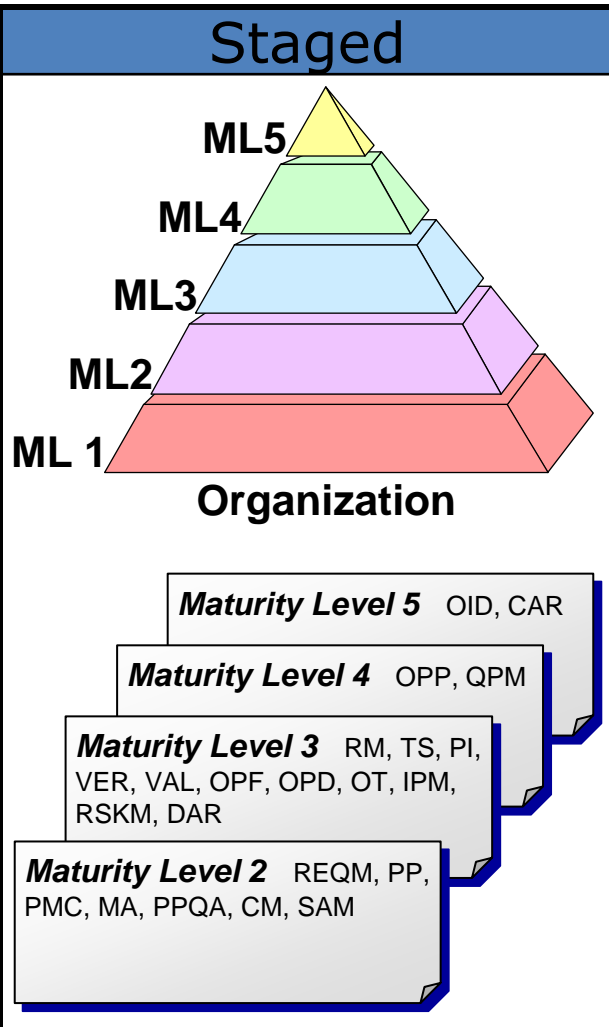 Staged
ML5
ML4
ML3
ML2
ML 1
Organization
Maturity Level 5 OID, CAR
Maturity Level 4 OPP, QPM
Maturity Level 3 RM, TS, PI,
VER, VAL, OPF, OPD, OT, IPM,
RSKM, DAR
Maturity Level 2 REQM, PP,
PMC, MA, PPQA, CM, SAM